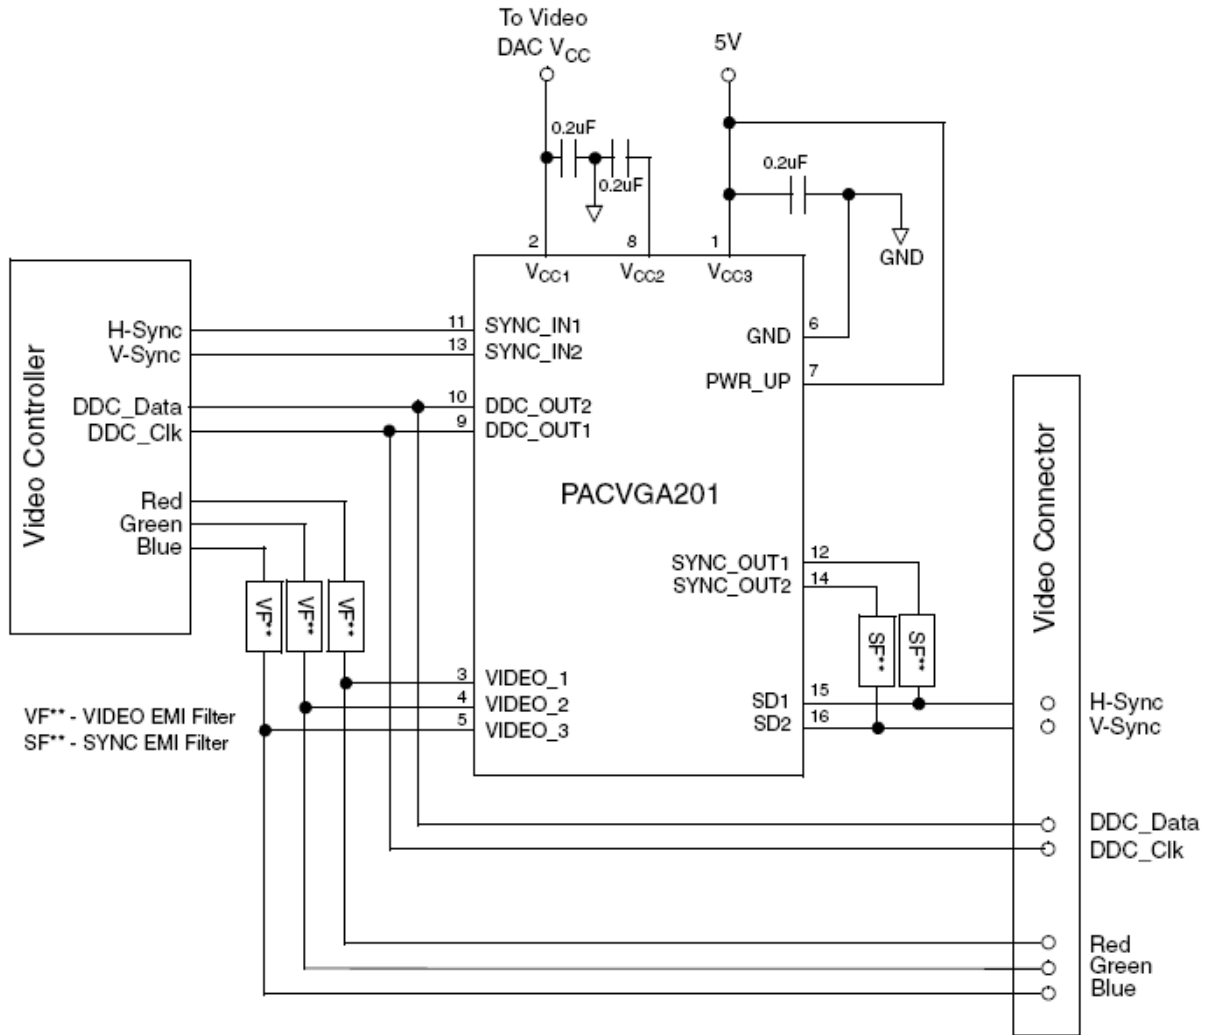 To Video
DAC VCC
5V
0.2uF
0.2uF
0.2uF
GND
2
8
1
VCC1
VCC2
VCC3
Video Controller
H-Sync
V-Sync
DDC_Data
DDC_Clk
Red
Green
Blue
11
13
10
9
SYNC_IN1
SYNC_IN2
DDC_OUT2
DDC_OUT1
GND
6
PWR_UP
7
PACVGA201
SYNC_OUT1
12
SYNC_OUT2
14
VF**
VF**
VF**
SF**
SF**
3
4
5
VIDEO_1
VIDEO_2
VIDEO_3
SD1
15
SD2
16
VF** - VIDEO EMI Filter
SF** - SYNC EMI Filter
Video Connector
H-Sync
V-Sync
DDC_Data
DDC_Clk
Red
Green
Blue